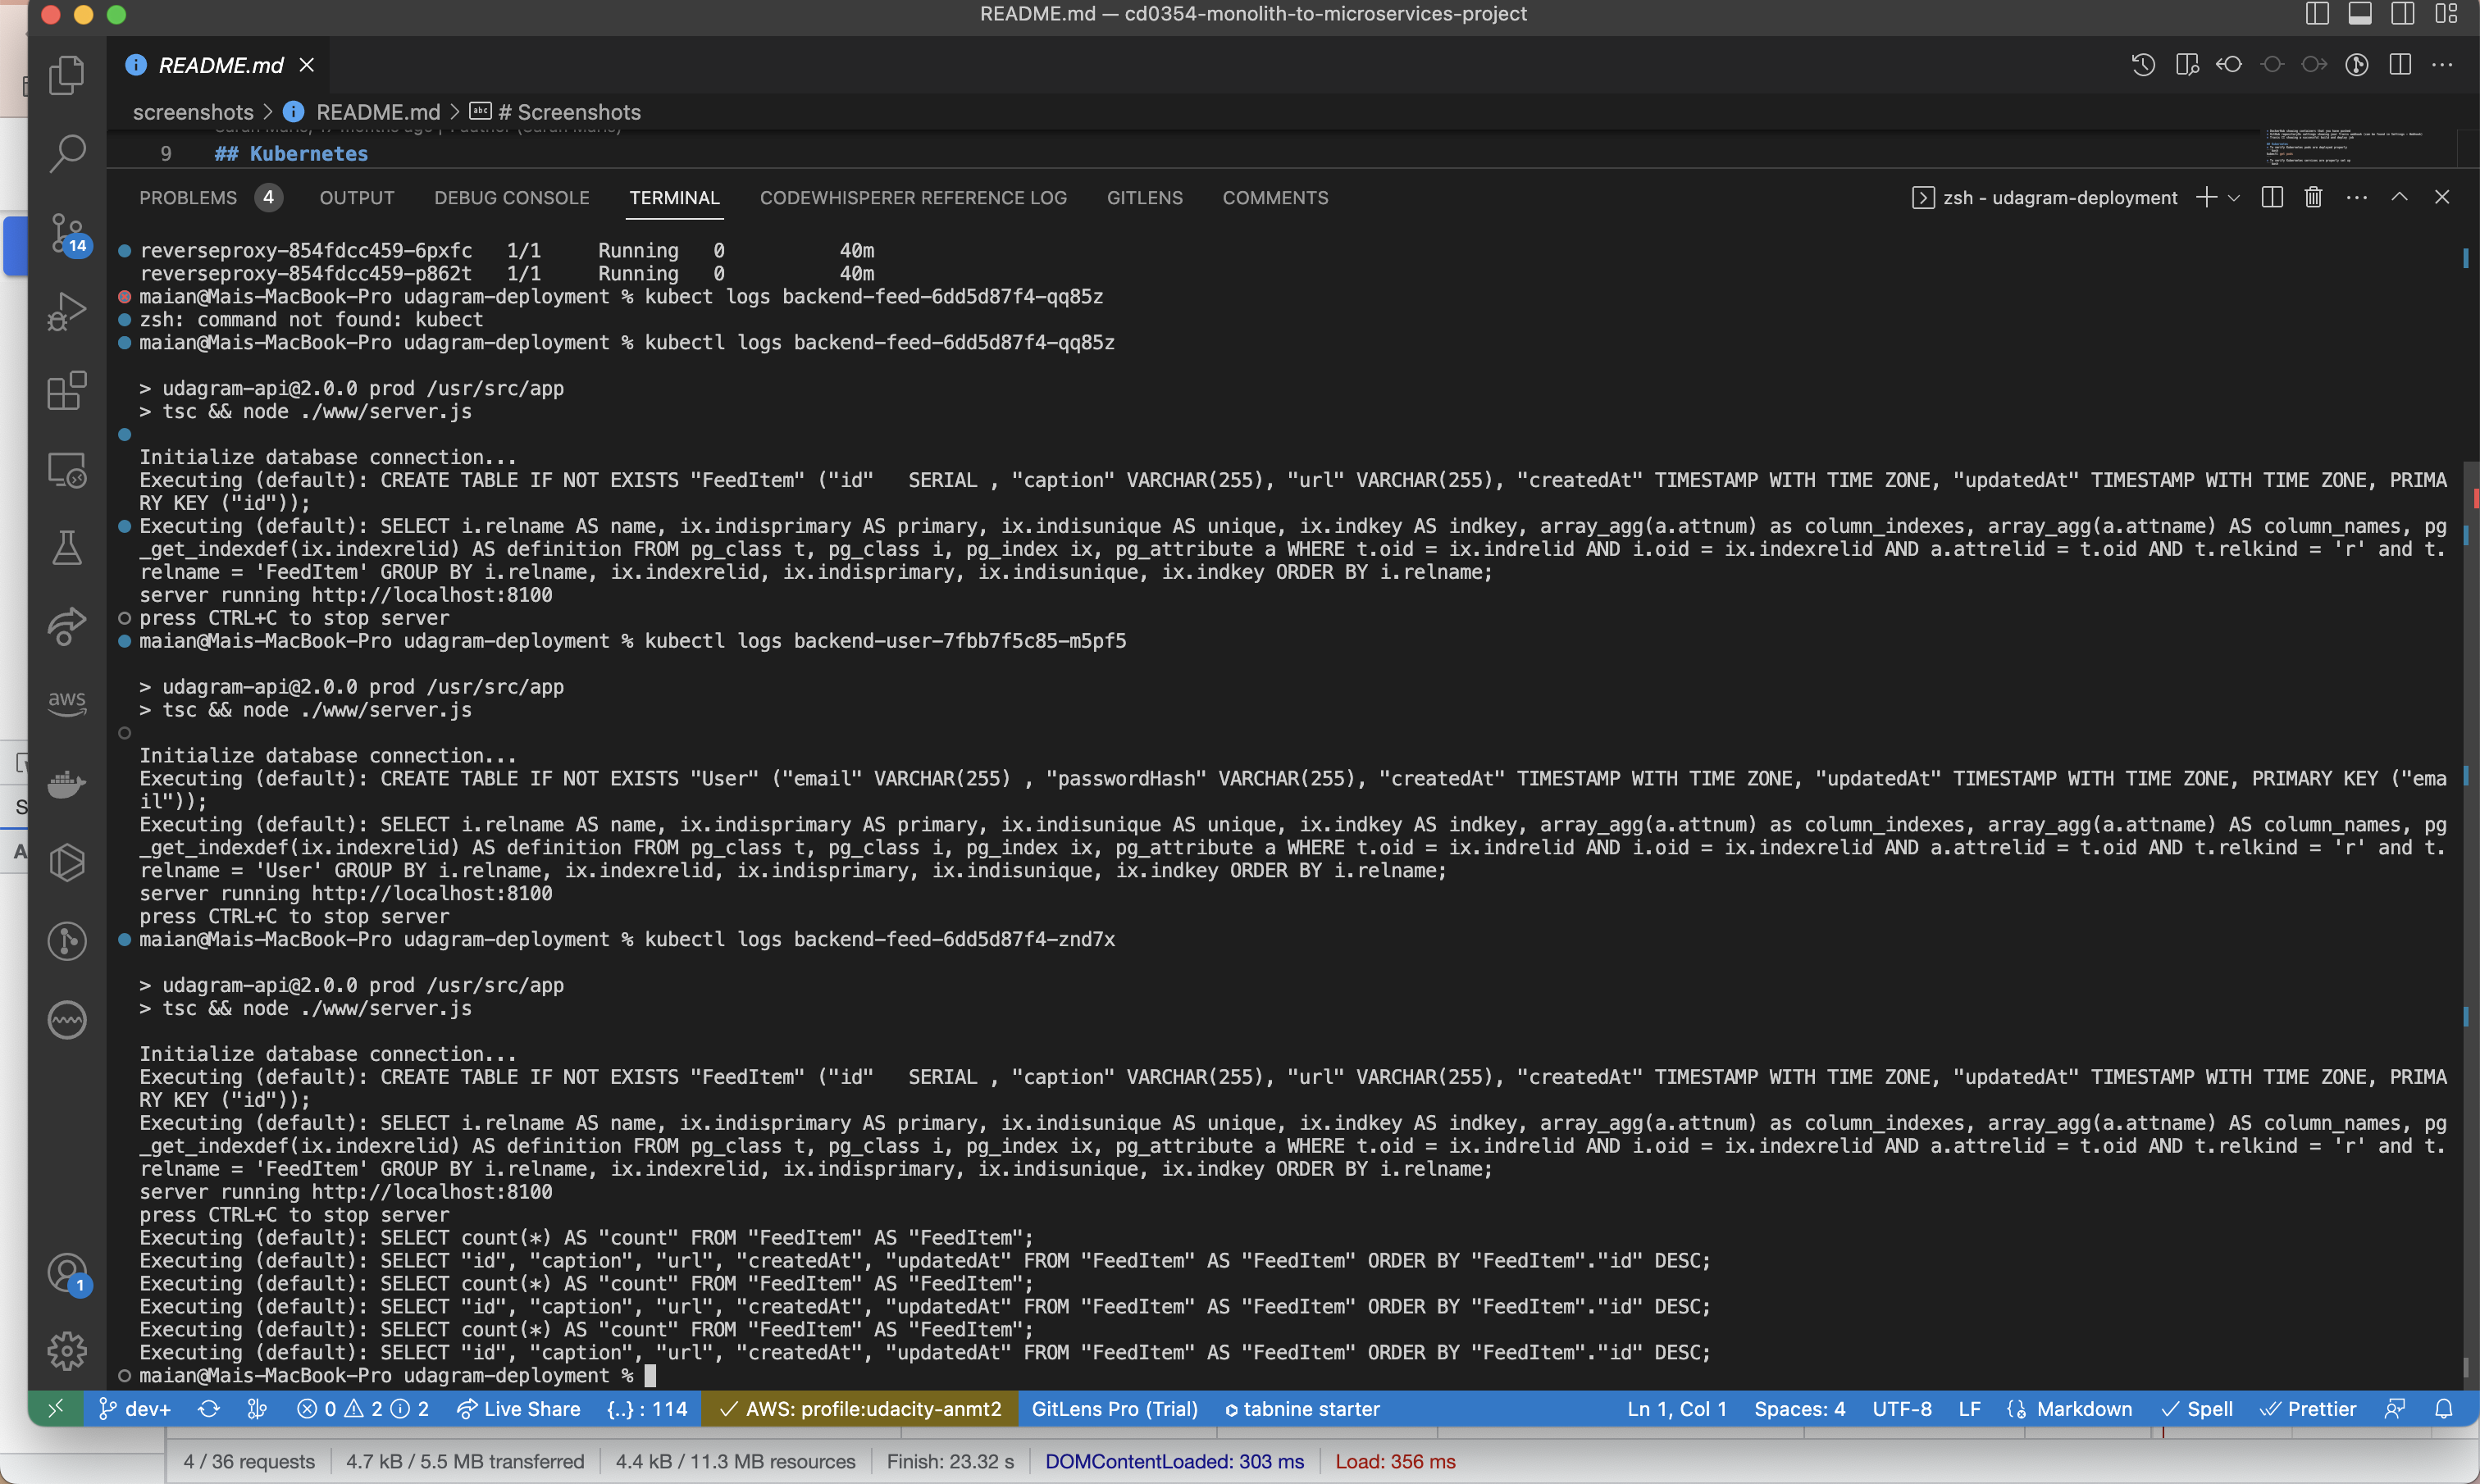 README.md — cd0354-monolith-to-microservices-project
README.md
screenshots > README.md > # Screenshots
9 ## Kubernetes
PROBLEMS 4 OUTPUT DEBUG CONSOLE TERMINAL CODEWHISPERER REFERENCE LOG GITLENS COMMENTS zsh - udagram-deployment
reverseproxy-854fdcc459-6pxfc 1/1 Running 0 40m
reverseproxy-854fdcc459-p862t 1/1 Running 0 40m
maian@Mais-MacBook-Pro udagram-deployment % kubect logs backend-feed-6dd5d87f4-qq85z
zsh: command not found: kubect
maian@Mais-MacBook-Pro udagram-deployment % kubectl logs backend-feed-6dd5d87f4-qq85z
> udagram-api@2.0.0 prod /usr/src/app
> tsc && node ./www/server.js
Initialize database connection...
Executing (default): CREATE TABLE IF NOT EXISTS "FeedItem" ("id"   SERIAL , "caption" VARCHAR(255), "url" VARCHAR(255), "createdAt" TIMESTAMP WITH TIME ZONE, "updatedAt" TIMESTAMP WITH TIME ZONE, PRIMA
RY KEY ("id"));
Executing (default): SELECT i.relname AS name, ix.indisprimary AS primary, ix.indisunique AS unique, ix.indkey AS indkey, array_agg(a.attnum) as column_indexes, array_agg(a.attname) AS column_names, pg
_get_indexdef(ix.indexrelid) AS definition FROM pg_class t, pg_class i, pg_index ix, pg_attribute a WHERE t.oid = ix.indrelid AND i.oid = ix.indexrelid AND a.attrelid = t.oid AND t.relkind = 'r' and t.
relname = 'FeedItem' GROUP BY i.relname, ix.indexrelid, ix.indisprimary, ix.indisunique, ix.indkey ORDER BY i.relname;
server running http://localhost:8100
press CTRL+C to stop server
maian@Mais-MacBook-Pro udagram-deployment % kubectl logs backend-user-7fbb7f5c85-m5pf5
> udagram-api@2.0.0 prod /usr/src/app
> tsc && node ./www/server.js
Initialize database connection...
Executing (default): CREATE TABLE IF NOT EXISTS "User" ("email" VARCHAR(255) , "passwordHash" VARCHAR(255), "createdAt" TIMESTAMP WITH TIME ZONE, "updatedAt" TIMESTAMP WITH TIME ZONE, PRIMARY KEY ("ema
il"));
Executing (default): SELECT i.relname AS name, ix.indisprimary AS primary, ix.indisunique AS unique, ix.indkey AS indkey, array_agg(a.attnum) as column_indexes, array_agg(a.attname) AS column_names, pg
_get_indexdef(ix.indexrelid) AS definition FROM pg_class t, pg_class i, pg_index ix, pg_attribute a WHERE t.oid = ix.indrelid AND i.oid = ix.indexrelid AND a.attrelid = t.oid AND t.relkind = 'r' and t.
relname = 'User' GROUP BY i.relname, ix.indexrelid, ix.indisprimary, ix.indisunique, ix.indkey ORDER BY i.relname;
server running http://localhost:8100
press CTRL+C to stop server
maian@Mais-MacBook-Pro udagram-deployment % kubectl logs backend-feed-6dd5d87f4-znd7x
> udagram-api@2.0.0 prod /usr/src/app
> tsc && node ./www/server.js
Initialize database connection...
Executing (default): CREATE TABLE IF NOT EXISTS "FeedItem" ("id"   SERIAL , "caption" VARCHAR(255), "url" VARCHAR(255), "createdAt" TIMESTAMP WITH TIME ZONE, "updatedAt" TIMESTAMP WITH TIME ZONE, PRIMA
RY KEY ("id"));
Executing (default): SELECT i.relname AS name, ix.indisprimary AS primary, ix.indisunique AS unique, ix.indkey AS indkey, array_agg(a.attnum) as column_indexes, array_agg(a.attname) AS column_names, pg
_get_indexdef(ix.indexrelid) AS definition FROM pg_class t, pg_class i, pg_index ix, pg_attribute a WHERE t.oid = ix.indrelid AND i.oid = ix.indexrelid AND a.attrelid = t.oid AND t.relkind = 'r' and t.
relname = 'FeedItem' GROUP BY i.relname, ix.indexrelid, ix.indisprimary, ix.indisunique, ix.indkey ORDER BY i.relname;
server running http://localhost:8100
press CTRL+C to stop server
Executing (default): SELECT count(*) AS "count" FROM "FeedItem" AS "FeedItem";
Executing (default): SELECT "id", "caption", "url", "createdAt", "updatedAt" FROM "FeedItem" AS "FeedItem" ORDER BY "FeedItem"."id" DESC;
Executing (default): SELECT count(*) AS "count" FROM "FeedItem" AS "FeedItem";
Executing (default): SELECT "id", "caption", "url", "createdAt", "updatedAt" FROM "FeedItem" AS "FeedItem" ORDER BY "FeedItem"."id" DESC;
Executing (default): SELECT count(*) AS "count" FROM "FeedItem" AS "FeedItem";
Executing (default): SELECT "id", "caption", "url", "createdAt", "updatedAt" FROM "FeedItem" AS "FeedItem" ORDER BY "FeedItem"."id" DESC;
maian@Mais-MacBook-Pro udagram-deployment %
14
aws
1
dev+ 0 2 2 Live Share {..} : 114 AWS: profile:udacity-anmt2 GitLens Pro (Trial) tabnine starter Ln 1, Col 1 Spaces: 4 UTF-8 LF Markdown Spell Prettier
4 / 36 requests 4.7 kB / 5.5 MB transferred 4.4 kB / 11.3 MB resources Finish: 23.32 s DOMContentLoaded: 303 ms Load: 356 ms